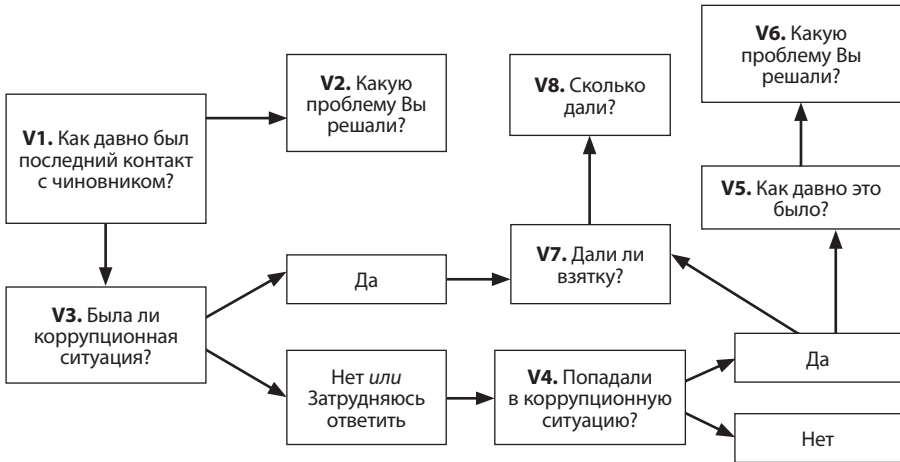 V1. Как давно был
последний контакт
с чиновником?
V2. Какую
проблему Вы
решали?
V8. Сколько
дали?
V6. Какую
проблему Вы
решали?
V5. Как давно это
было?
V3. Была ли
коррупционная
ситуация?
Да
V7. Дали ли
взятку?
Нет или
Затрудняюсь
ответить
V4. Попадали
в коррупционную
ситуацию?
Да
Нет